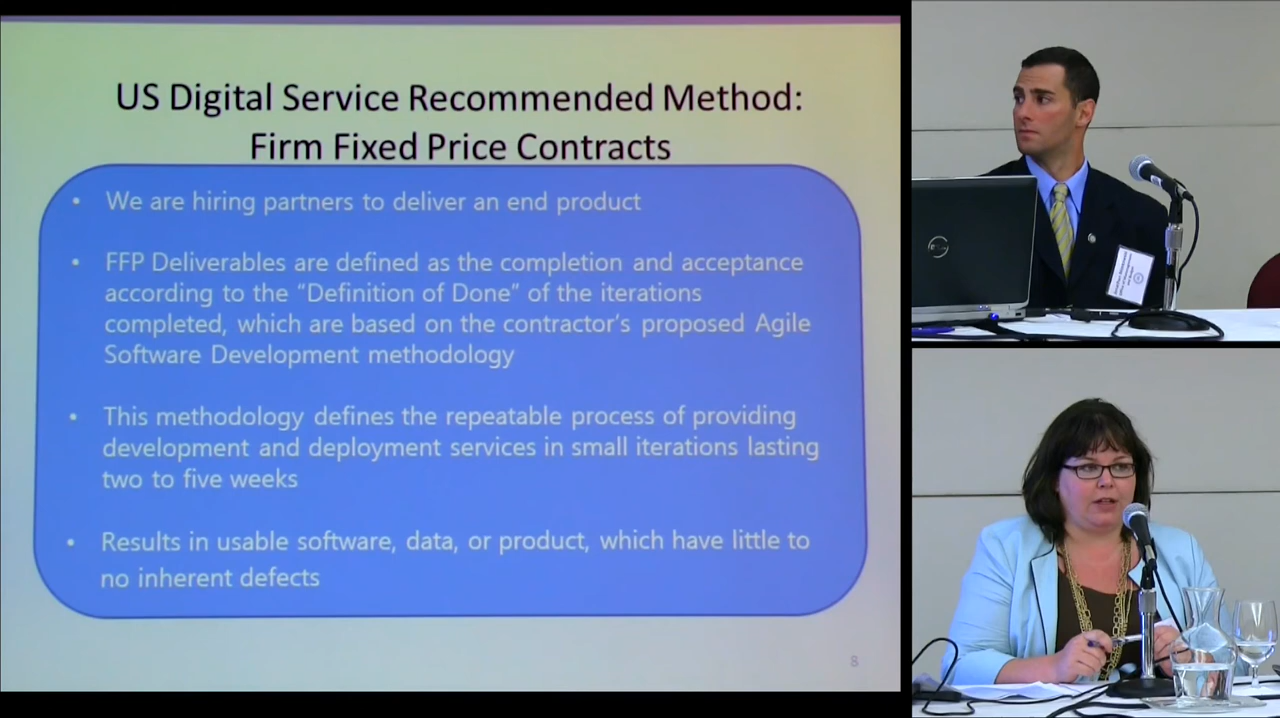 US Digital Service Recommended Method:
Firm Fixed Price Contracts
• We are hiring partners to deliver an end product
• FFP Deliverables are defined as the completion and acceptance
according to the “Definition of Done” of the iterations
completed, which are based on the contractor’s proposed Agile
Software Development methodology
• This methodology defines the repeatable process of providing
development and deployment services in small iterations lasting
two to five weeks
• Results in usable software, data, or product, which have little to
no inherent defects
8
DELL